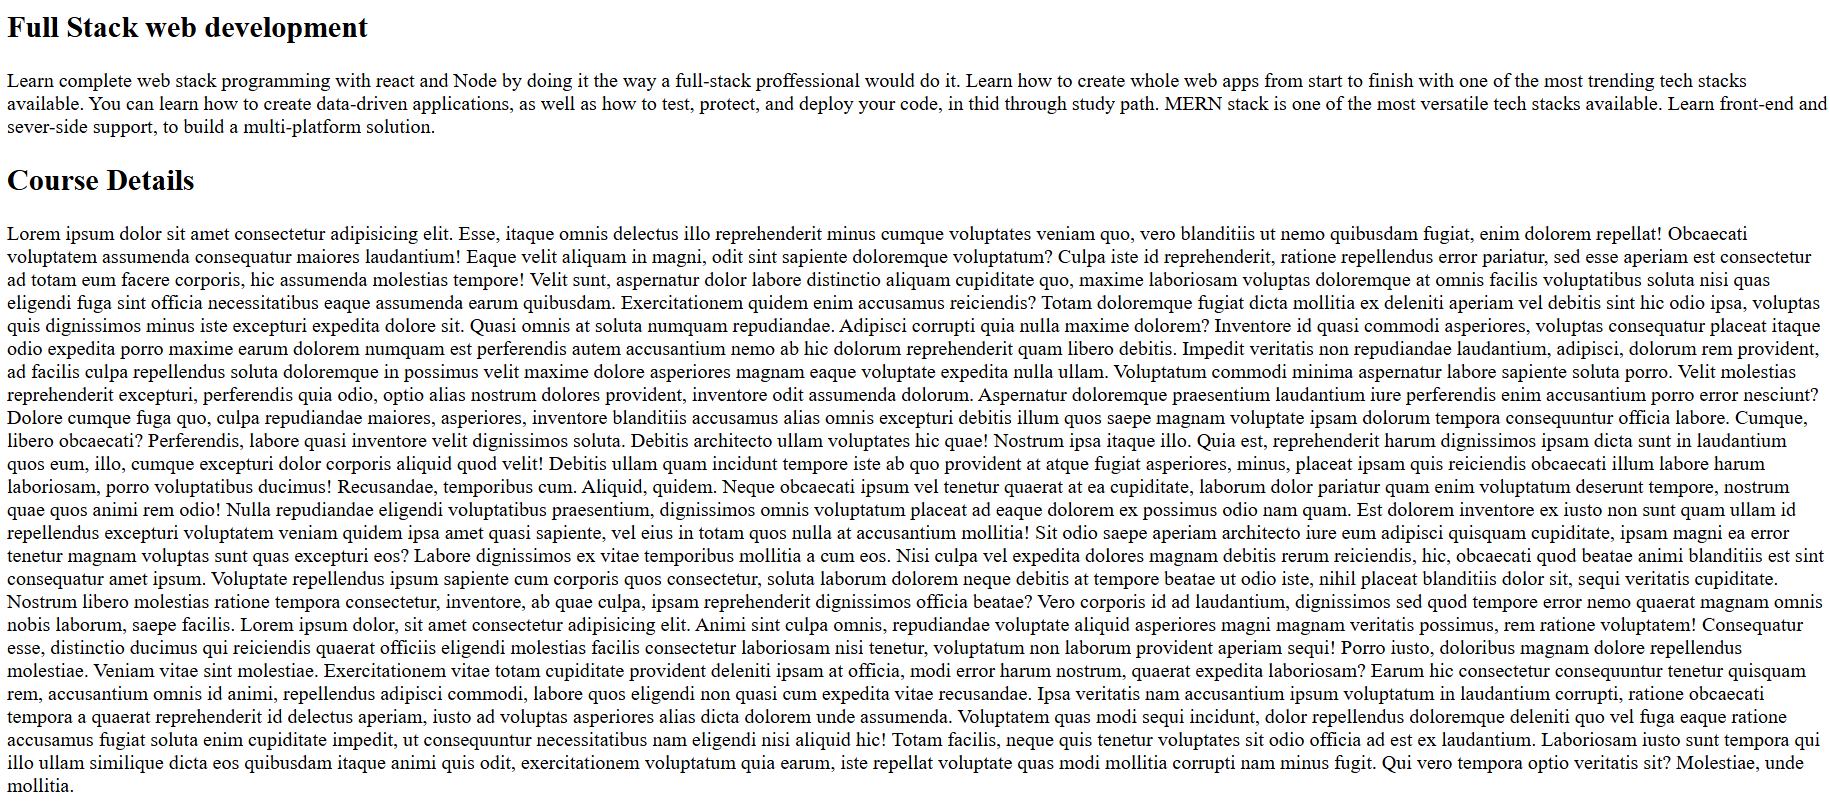 Full Stack web development
Learn complete web stack programming with react and Node by doing it the way a full-stack proffessional would do it. Learn how to create whole web apps from start to finish with one of the most trending tech stacks
available. You can learn how to create data-driven applications, as well as how to test, protect, and deploy your code, in thid through study path. MERN stack is one of the most versatile tech stacks available. Learn front-end and
sever-side support, to build a multi-platform solution.
Course Details
Lorem ipsum dolor sit amet consectetur adipisicing elit. Esse, itaque omnis delectus illo reprehenderit minus cumque voluptates veniam quo, vero blanditiis ut nemo quibusdam fugiat, enim dolorem repellat! Obcaecati
voluptatem assumenda consequatur maiores laudantium! Eaque velit aliquam in magni, odit sint sapiente doloremque voluptatum? Culpa iste id reprehenderit, ratione repellendus error pariatur, sed esse aperiam est consectetur
ad totam eum facere corporis, hic assumenda molestias tempore! Velit sunt, aspernatur dolor labore distinctio aliquam cupiditate quo, maxime laboriosam voluptas doloremque at omnis facilis voluptatibus soluta nisi quas
eligendi fuga sint officia necessitatibus eaque assumenda earum quibusdam. Exercitationem quidem enim accusamus reiciendis? Totam doloremque fugiat dicta mollitia ex deleniti aperiam vel debitis sint hic odio ipsa, voluptas
quis dignissimos minus iste excepturi expedita dolore sit. Quasi omnis at soluta numquam repudiandae. Adipisci corrupti quia nulla maxime dolorem? Inventore id quasi commodi asperiores, voluptas consequatur placeat itaque
odio expedita porro maxime earum dolorem numquam est perferendis autem accusantium nemo ab hic dolorum reprehenderit quam libero debitis. Impedit veritatis non repudiandae laudantium, adipisci, dolorum rem provident,
ad facilis culpa repellendus soluta doloremque in possimus velit maxime dolore asperiores magnam eaque voluptate expedita nulla ullam. Voluptatum commodi minima aspernatur labore sapiente soluta porro. Velit molestias
reprehenderit excepturi, perferendis quia odio, optio alias nostrum dolores provident, inventore odit assumenda dolorum. Aspernatur doloremque praesentium laudantium iure perferendis enim accusantium porro error nesciunt?
Dolore cumque fuga quo, culpa repudiandae maiores, asperiores, inventore blanditiis accusamus alias omnis excepturi debitis illum quos saepe magnam voluptate ipsam dolorum tempora consequuntur officia labore. Cumque,
libero obcaecati? Perferendis, labore quasi inventore velit dignissimos soluta. Debitis architecto ullam voluptates hic quae! Nostrum ipsa itaque illo. Quia est, reprehenderit harum dignissimos ipsam dicta sunt in laudantium
quos eum, illo, cumque excepturi dolor corporis aliquid quod velit! Debitis ullam quam incidunt tempore iste ab quo provident at atque fugiat asperiores, minus, placeat ipsam quis reiciendis obcaecati illum labore harum
laboriosam, porro voluptatibus ducimus! Recusandae, temporibus cum. Aliquid, quidem. Neque obcaecati ipsum vel tenetur quaerat at ea cupiditate, laborum dolor pariatur quam enim voluptatum deserunt tempore, nostrum
quae quos animi rem odio! Nulla repudiandae eligendi voluptatibus praesentium, dignissimos omnis voluptatum placeat ad eaque dolorem ex possimus odio nam quam. Est dolorem inventore ex iusto non sunt quam ullam id
repellendus excepturi voluptatem veniam quidem ipsa amet quasi sapiente, vel eius in totam quos nulla at accusantium mollitia! Sit odio saepe aperiam architecto iure eum adipisci quisquam cupiditate, ipsam magni ea error
tenetur magnam voluptas sunt quas excepturi eos? Labore dignissimos ex vitae temporibus mollitia a cum eos. Nisi culpa vel expedita dolores magnam debitis rerum reiciendis, hic, obcaecati quod beatae animi blanditiis est sint
consequatur amet ipsum. Voluptate repellendus ipsum sapiente cum corporis quos consectetur, soluta laborum dolorem neque debitis at tempore beatae ut odio iste, nihil placeat blanditiis dolor sit, sequi veritatis cupiditate.
Nostrum libero molestias ratione tempora consectetur, inventore, ab quae culpa, ipsam reprehenderit dignissimos officia beatae? Vero corporis id ad laudantium, dignissimos sed quod tempore error nemo quaerat magnam omnis
nobis laborum, saepe facilis. Lorem ipsum dolor, sit amet consectetur adipisicing elit. Animi sint culpa omnis, repudiandae voluptate aliquid asperiores magni magnam veritatis possimus, rem ratione voluptatem! Consequatur
esse, distinctio ducimus qui reiciendis quaerat officiis eligendi molestias facilis consectetur laboriosam nisi tenetur, voluptatum non laborum provident aperiam sequi! Porro iusto, doloribus magnam dolore repellendus
molestiae. Veniam vitae sint molestiae. Exercitationem vitae totam cupiditate provident deleniti ipsam at officia, modi error harum nostrum, quaerat expedita laboriosam? Earum hic consectetur consequuntur tenetur quisquam
rem, accusantium omnis id animi, repellendus adipisci commodi, labore quos eligendi non quasi cum expedita vitae recusandae. Ipsa veritatis nam accusantium ipsum voluptatum in laudantium corrupti, ratione obcaecati
tempora a quaerat reprehenderit id delectus aperiam, iusto ad voluptas asperiores alias dicta dolorem unde assumenda. Voluptatem quas modi sequi incidunt, dolor repellendus doloremque deleniti quo vel fuga eaque ratione
accusamus fugiat soluta enim cupiditate impedit, ut consequuntur necessitatibus nam eligendi nisi aliquid hic! Totam facilis, neque quis tenetur voluptates sit odio officia ad est ex laudantium. Laboriosam iusto sunt tempora qui
illo ullam similique dicta eos quibusdam itaque animi quis odit, exercitationem voluptatum quia earum, iste repellat voluptate quas modi mollitia corrupti nam minus fugit. Qui vero tempora optio veritatis sit? Molestiae, unde
mollitia.